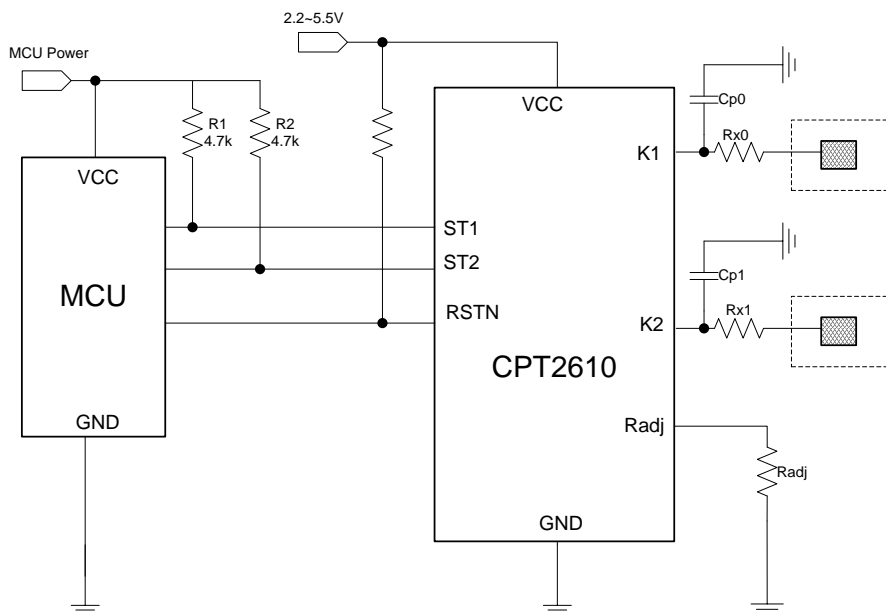 2.2~5.5V
MCU Power
R1
4.7k
R2
4.7k
VCC
Cp0
Rx0
K1
VCC
ST1
ST2
Cp1
MCU
RSTN
Rx1
K2
CPT2610
GND
Radj
Radj
GND